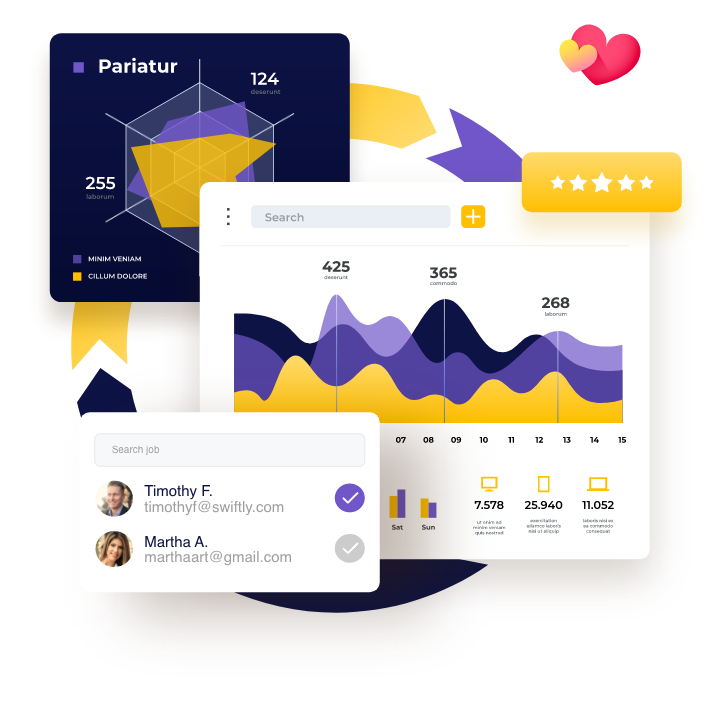 Pariatur
124
deserunt
255
laborum
MINIM VENIAM
CILLUM DOLORE
Search
425
deserunt
365
commodo
268
laborum
07 08 09 10 11 12 13 14 15
Search job
Timothy F.
timothyf@swiftly.com
Martha A.
marthaart@gmail.com
Sat Sun
7.578
ut enim ad
minim veniam
quis nostrud
25.940
exercitation
ullamco laboris
nisi ut aliquip
11.052
laboris nisi ex
ea commodo
consequat